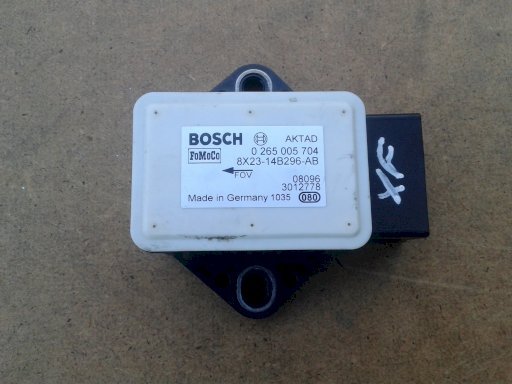 BOSCH AKTAD
FoMoCo 0 265 005 704
8X23-14B296-AB
FOV
08096
3012778
Made in Germany 1035 080
XF